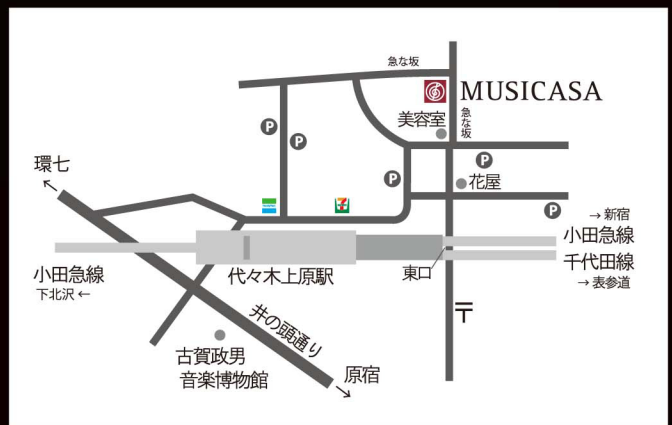 急な坂
MUSICASA
美容室
急な坂
P
P
P
P
花屋
P
環七
7
→ 新宿
小田急線
千代田線
→ 表参道
小田急線
下北沢 ←
代々木上原駅
東口
〒
井の頭通り
古賀政男
音楽博物館
原宿